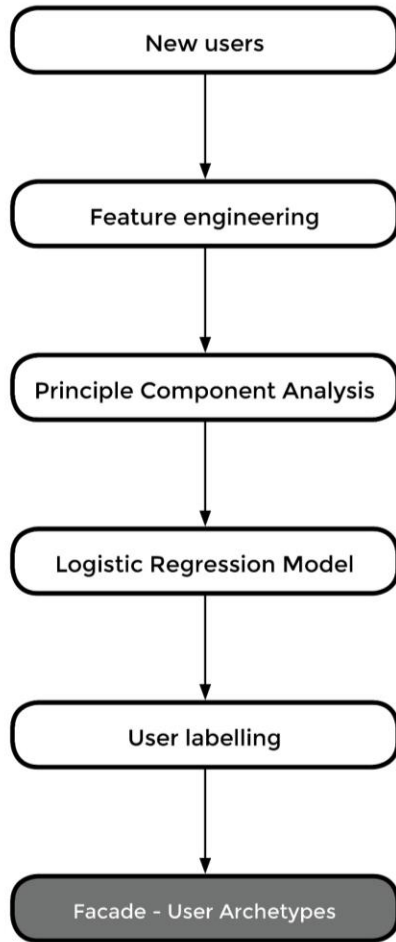 New users
Feature engineering
Principle Component Analysis
Logistic Regression Model
User labelling
Facade - User Archetypes